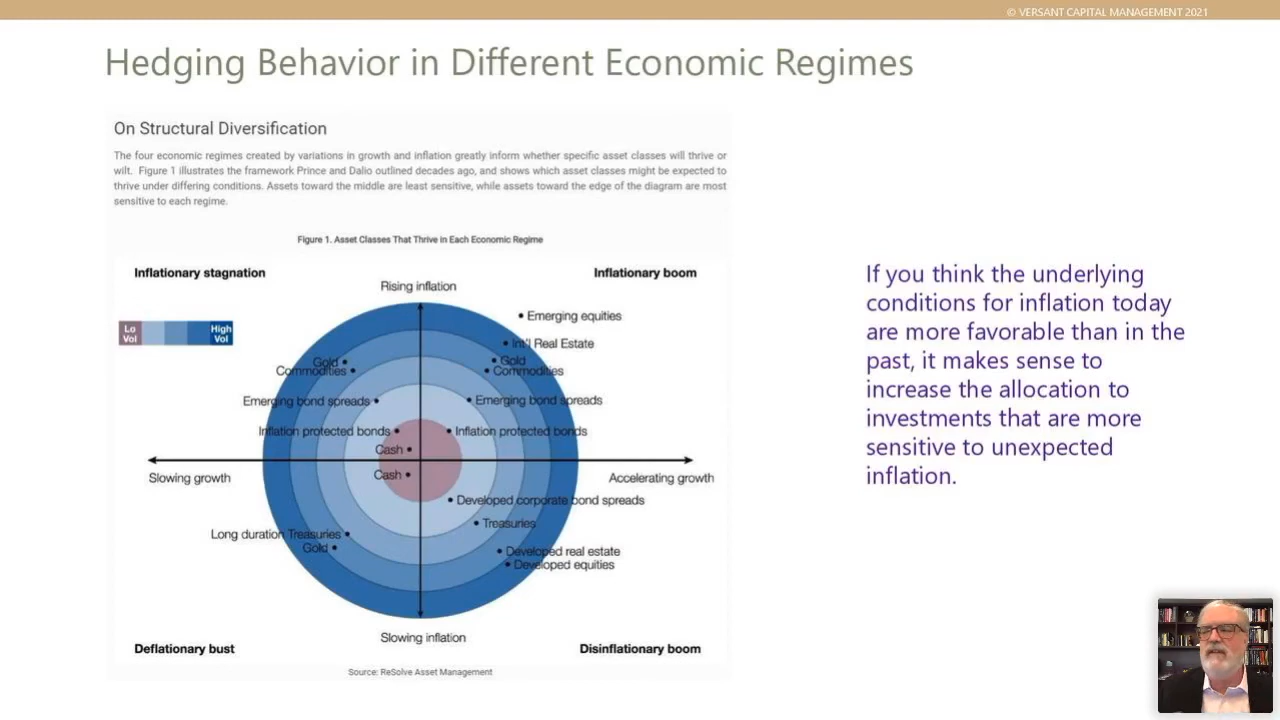 © VERSANT CAPITAL MANAGEMENT 2021
Hedging Behavior in Different Economic Regimes
On Structural Diversification
The four economic regimes created by variations in growth and inflation greatly inform whether specific asset classes will thrive or
wilt. Figure 1 illustrates the framework Prince and Dalio outlined decades ago, and shows which asset classes might be expected to
thrive under differing conditions. Assets toward the middle are least sensitive, while assets toward the edge of the diagram are most
sensitive to each regime.
Figure 1. Asset Classes That Thrive in Each Economic Regime
Inflationary stagnation
Inflationary boom
Rising inflation
Lo
Vol
High
Vol
Emerging equities
Int'l Real Estate
Gold
Gold
Commodities
Commodities
Emerging bond spreads
Emerging bond spreads
Inflation protected bonds
Inflation protected bonds
Cash
Cash
Slowing growth
Accelerating growth
Developed corporate bond spreads
Treasuries
Long duration Treasuries
Gold
Developed real estate
Developed equities
Slowing inflation
Deflationary bust
Disinflationary boom
Source: ReSolve Asset Management
If you think the underlying
conditions for inflation today
are more favorable than in the
past, it makes sense to
increase the allocation to
investments that are more
sensitive to unexpected
inflation.